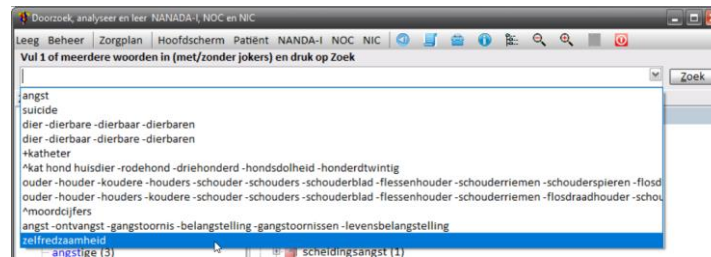 Doorzoek, analyseer en leer NANADA-I, NOC en NIC
Leeg Beheer Zorgplan Hoofdscherm Patiënt NANDA-I NOC NIC
Vul 1 of meerdere woorden in (met/zonder jokers) en druk op Zoek
Zoek
angst
suicide
dier -dierbare -dierbaar -dierbaren
dier -dierbaar -dierbare -dierbaren
+katheter
^kat hond huisdier -rodehond -driehonderd -hondsdolheid -honderdtwintig
ouder -houder -koudere -houders -schouder -schouders -schouderblad -flessenhouder -schouderriemen -schouderspieren -flosd
ouder -houder -houders -koudere -schouder -schouders -schouderblad -flessenhouder -schouderriemen -flosdraadhouder -schou
^moordcijfers
angst -ontvangst -gangstoornis -belangstelling -gangstoornissen -levensbelangstelling
zelfredzaamheid
angstige (3) scheidingsangst (1)